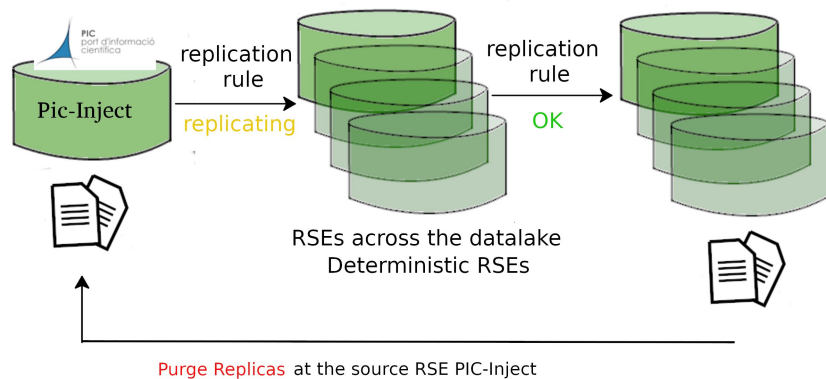 PIC
port d'informació
científica
Pic-Inject
replication
rule
replicating
replication
rule
OK
RSEs across the datalake
Deterministic RSEs
Purge Replicas at the source RSE PIC-Inject